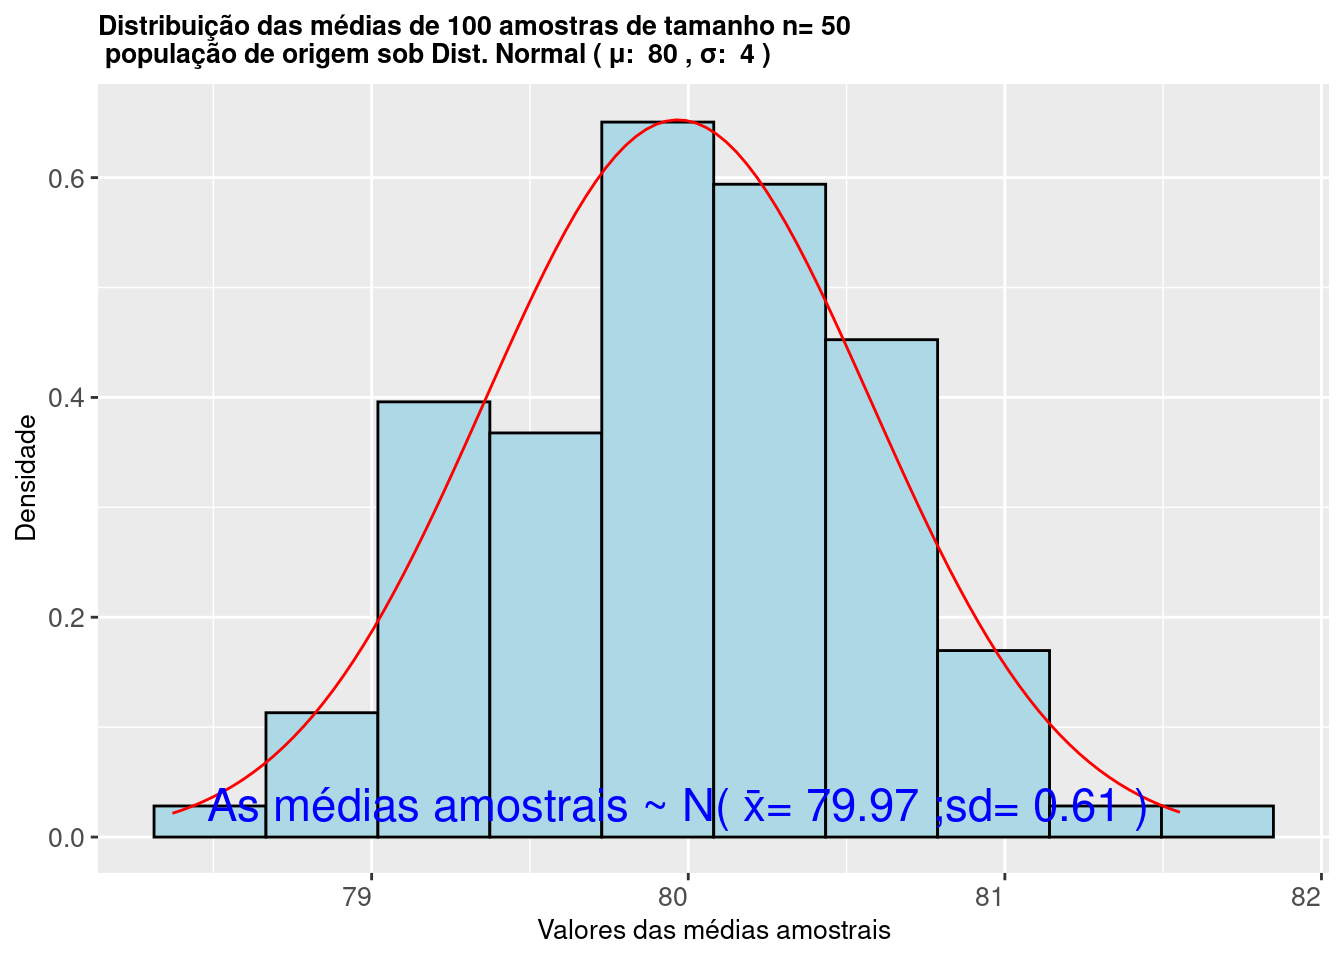 Distribuição das médias de 100 amostras de tamanho n= 50
população de origem sob Dist. Normal ( μ:  80 , σ:  4 )
0.6
0.4
0.2
0.0
Densidade
As médias amostrais ~  N( x̄= 79.97 ;sd= 0.61 )
79 80 81 82
Valores das médias amostrais